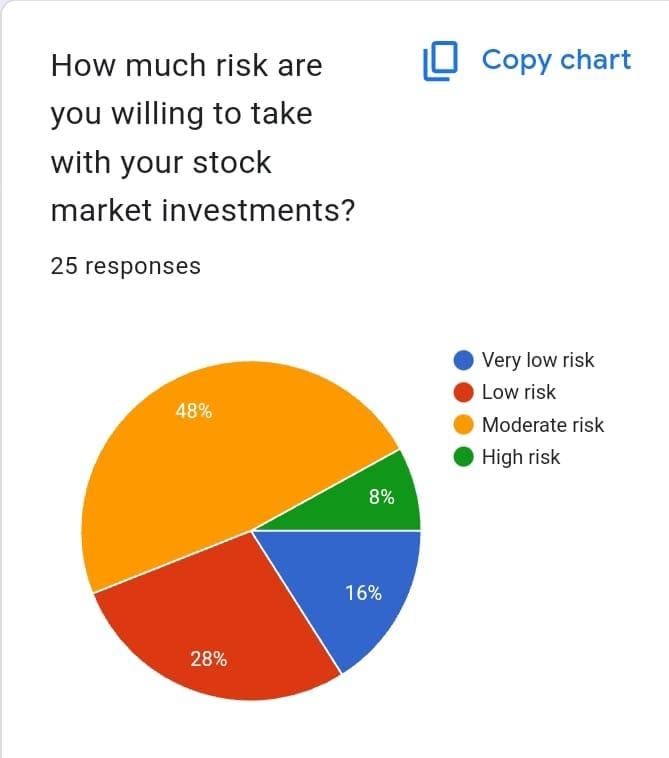 How much risk are
you willing to take
with your stock
market investments?
Copy chart
25 responses
Very low risk
Low risk
Moderate risk
High risk
48%
8%
16%
28%